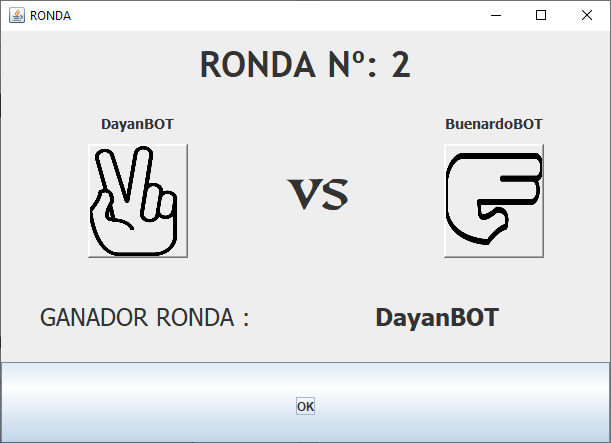 RONDA
RONDA Nº: 2
DayanBOT
BuenardoBOT
VS
GANADOR RONDA :
DayanBOT
OK